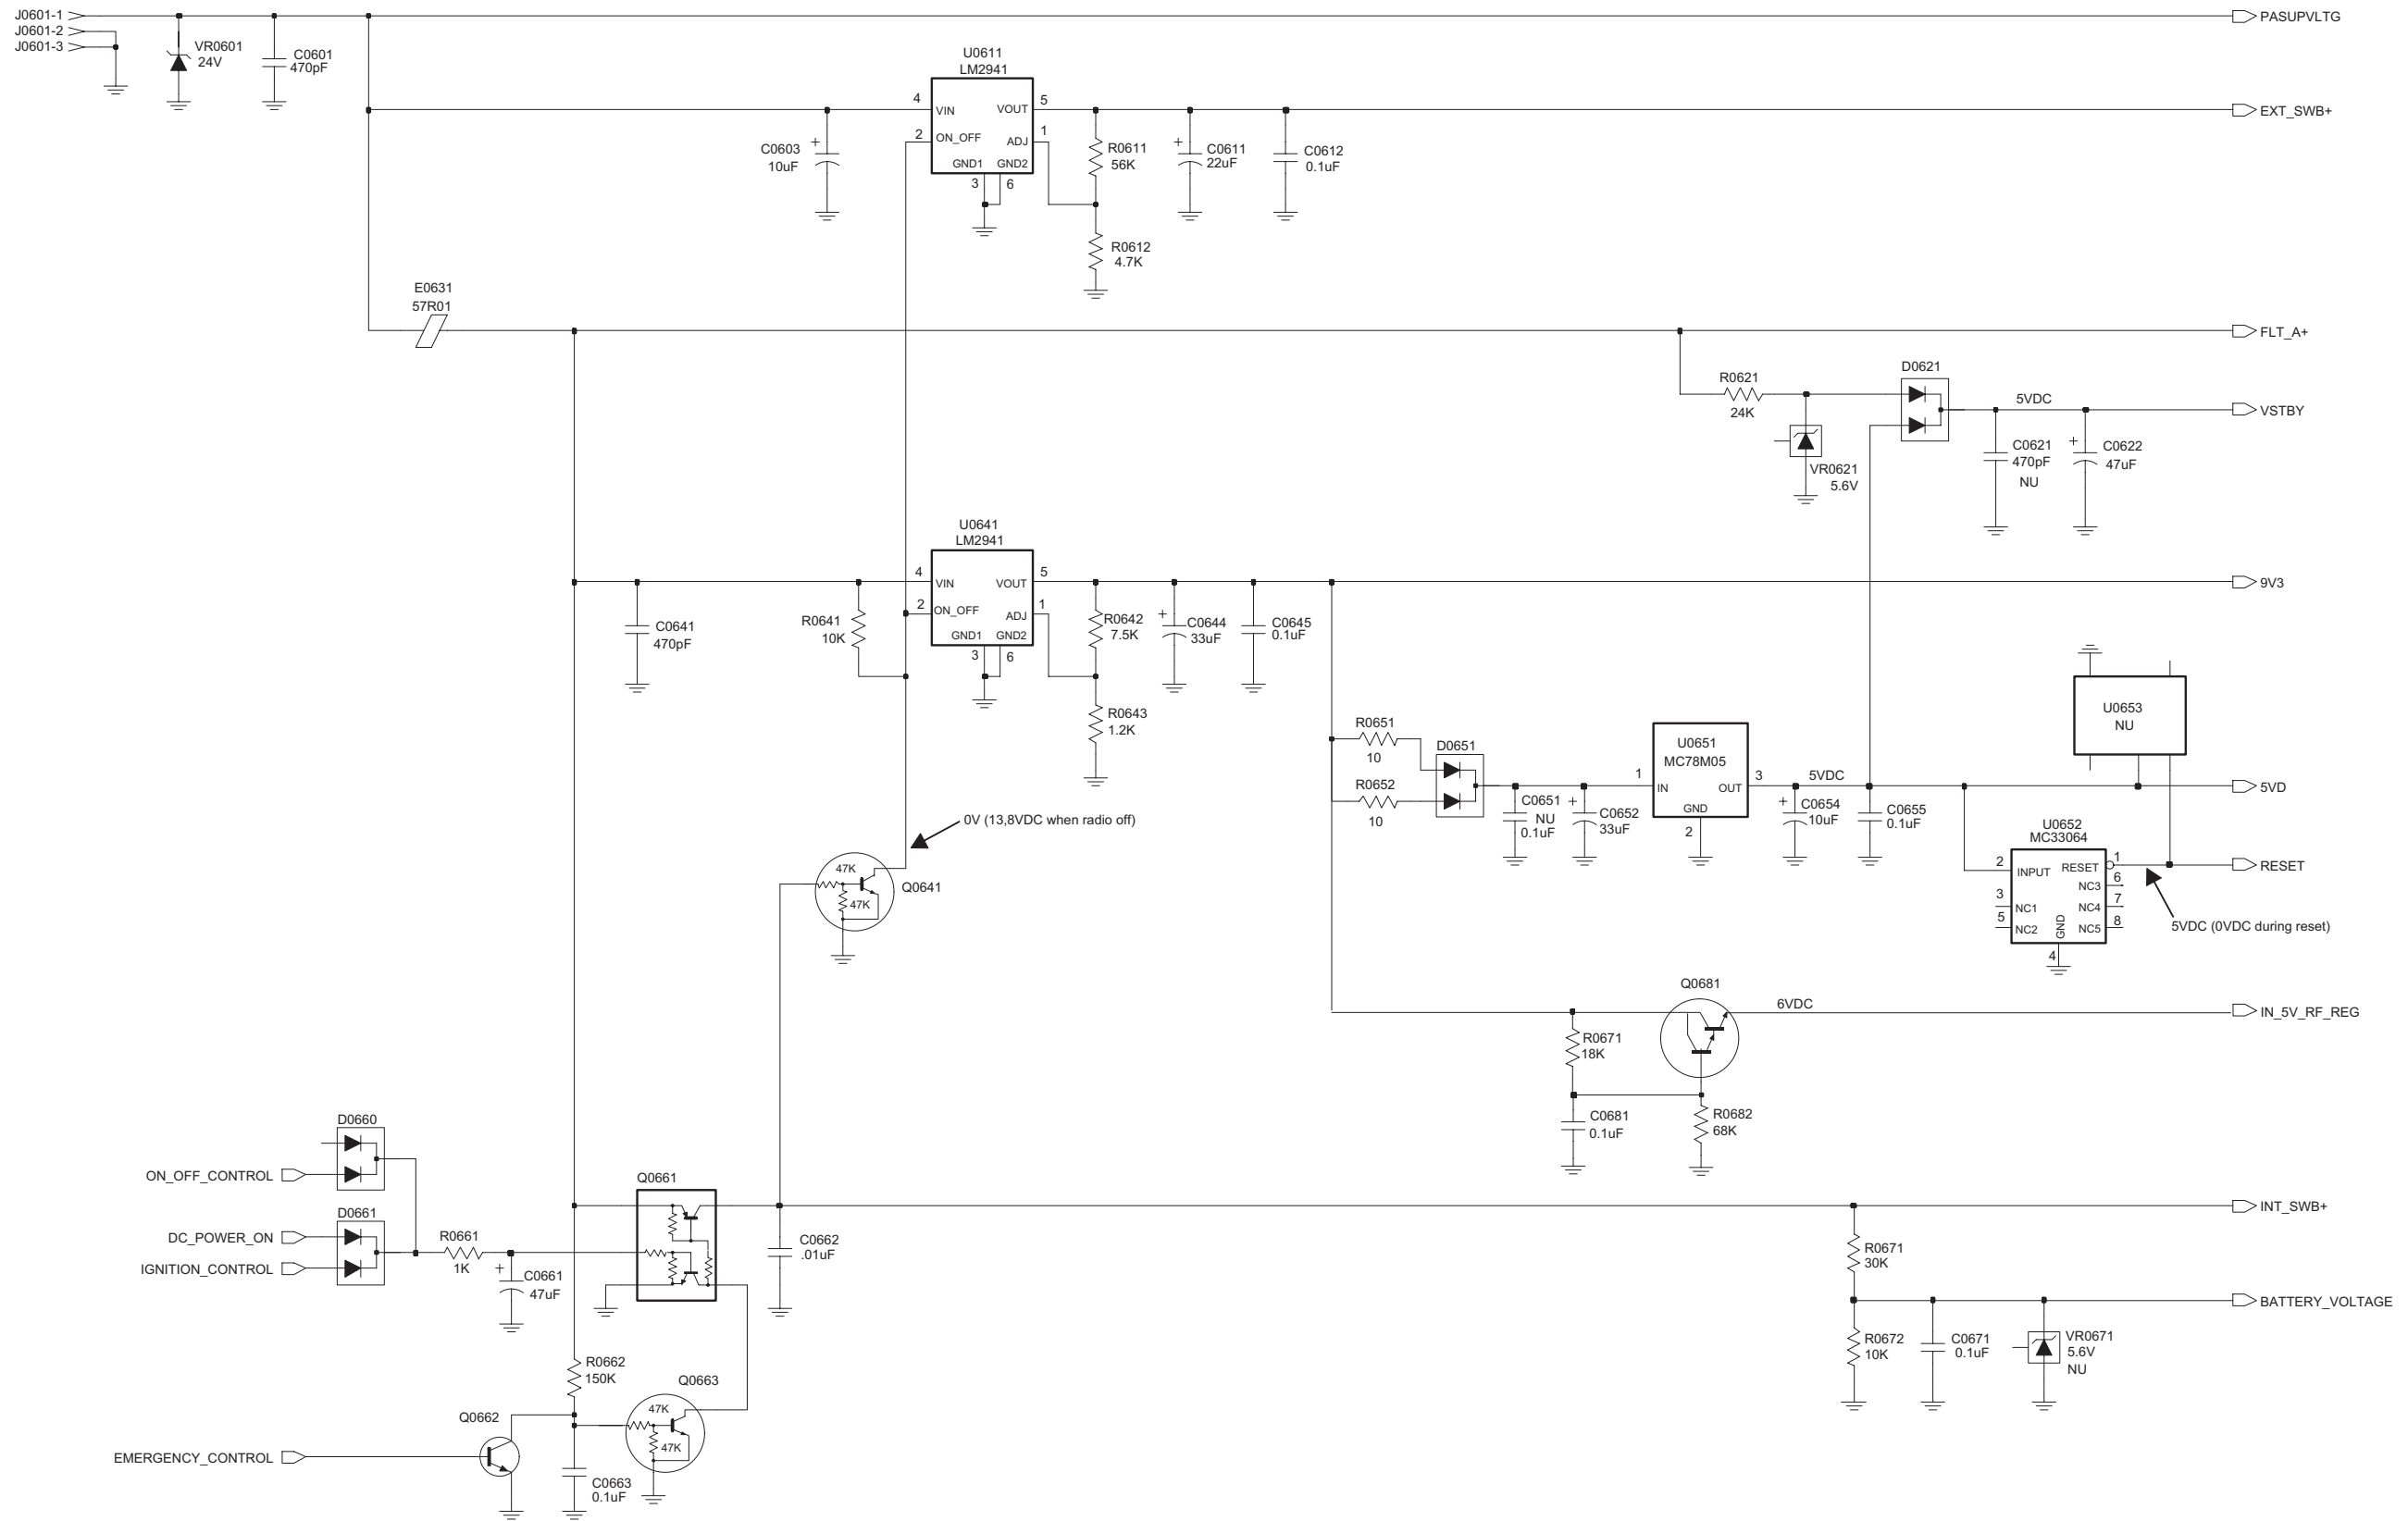 J0601-1
J0601-2
J0601-3
PASUPVLTG
VR0601
24V
C0601
470pF
U0611
LM2941
4
VIN
VOUT
5
2
ON_OFF
ADJ
1
GND1
GND2
3
6
C0603
10uF
+
R0611
56K
+
C0611
22uF
C0612
0.1uF
EXT_SWB+
R0612
4.7K
E0631
57R01
FLT_A+
R0621
24K
D0621
5VDC
VSTBY
VR0621
5.6V
C0621
470pF
NU
+
C0622
47uF
U0641
LM2941
4
VIN
VOUT
5
2
ON_OFF
ADJ
1
GND1
GND2
3
6
9V3
C0641
470pF
R0641
10K
R0642
7.5K
+
C0644
33uF
C0645
0.1uF
R0643
1.2K
U0653
NU
R0651
10
R0652
10
D0651
C0651
NU
0.1uF
+
C0652
33uF
U0651
MC78M05
1
IN
OUT
3
GND
2
5VDC
+
C0654
10uF
C0655
0.1uF
5VD
U0652
MC33064
2
INPUT
RESET
1
NC3
6
3
NC1
NC4
7
5
NC2
NC5
8
GND
4
RESET
5VDC (0VDC during reset)
0V (13,8VDC when radio off)
47K
47K
Q0641
Q0681
6VDC
IN_5V_RF_REG
R0671
18K
C0681
0.1uF
R0682
68K
D0660
ON_OFF_CONTROL
D0661
DC_POWER_ON
IGNITION_CONTROL
R0661
1K
+
C0661
47uF
Q0661
C0662
.01uF
INT_SWB+
R0671
30K
BATTERY_VOLTAGE
R0672
10K
C0671
0.1uF
VR0671
5.6V
NU
R0662
150K
Q0663
47K
47K
Q0662
EMERGENCY_CONTROL
C0663
0.1uF